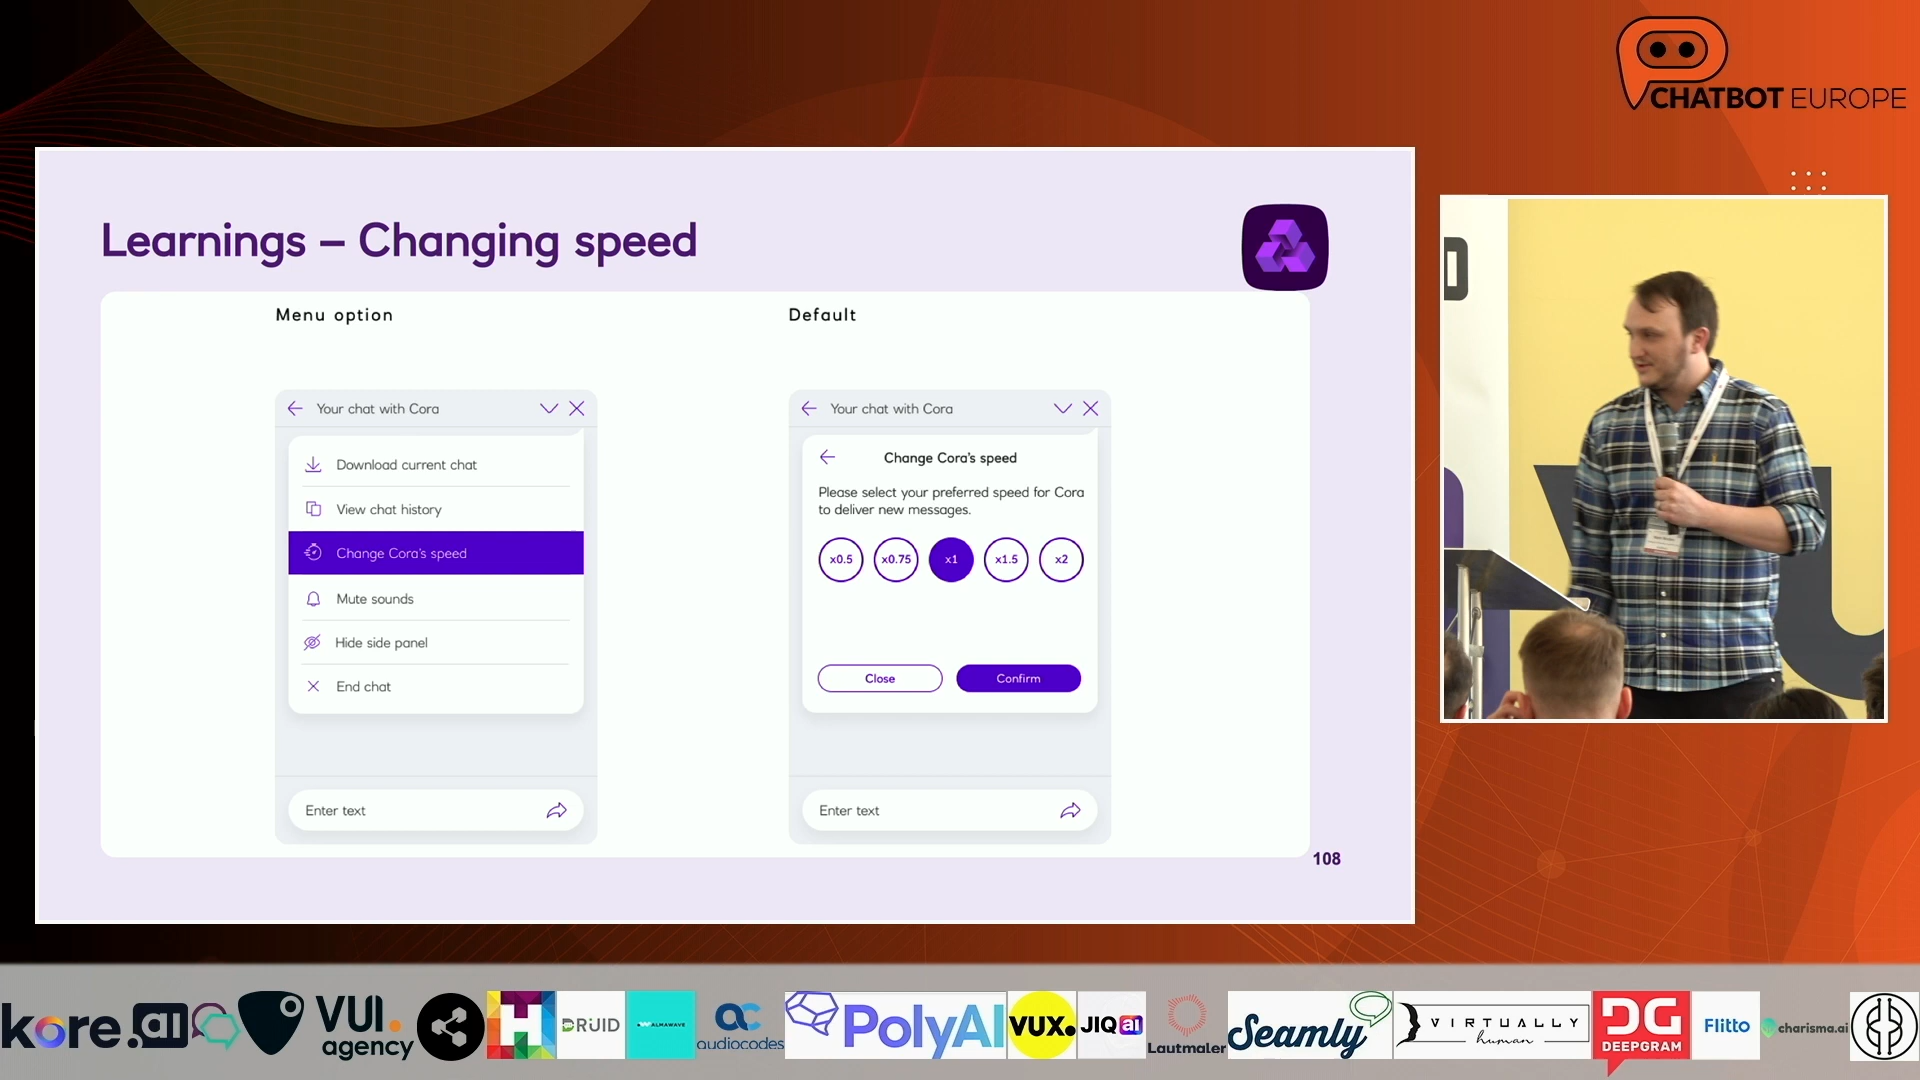 CHATBOT EUROPE
Learnings – Changing speed
Menu option
Your chat with Cora
Download current chat
View chat history
Change Cora's speed
Mute sounds
Hide side panel
End chat
Enter text
Default
Your chat with Cora
Change Cora's speed
Please select your preferred speed for Cora
to deliver new messages.
x0.5 x0.75 x1 x1.5 x2
Close Confirm
Enter text
108
kore.ai
VUI.
agency
H
DRUID
ALMAWAVE
ac
audiocodes
PolyAI
VUX.
JIQ ai
Lautmaler
Seamly
VIRTUALLY
human
DG
DEEPGRAM
Flitto
charisma.ai